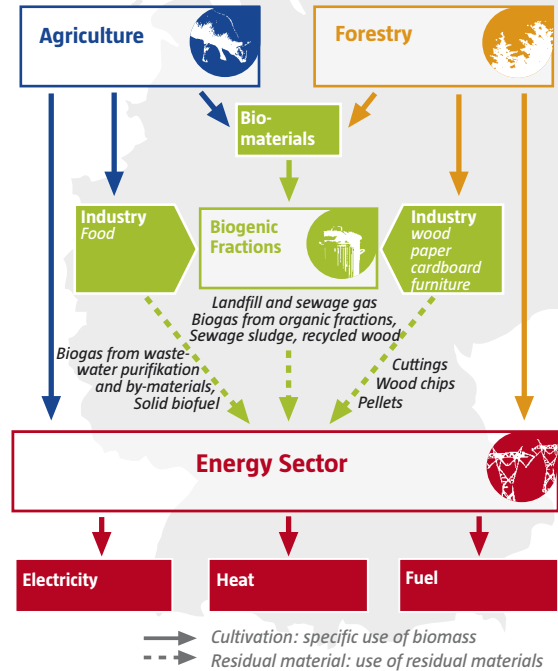 Agriculture
Forestry
Bio-
materials
Industry
Food
Biogenic
Fractions
Industry
wood
paper
cardboard
furniture
Landfill and sewage gas
Biogas from organic fractions,
Sewage sludge, recycled wood
Biogas from waste-
water purifikation
and by-materials,
Solid biofuel
Cuttings
Wood chips
Pellets
Energy Sector
Electricity
Heat
Fuel
Cultivation: specific use of biomass
Residual material: use of residual materials